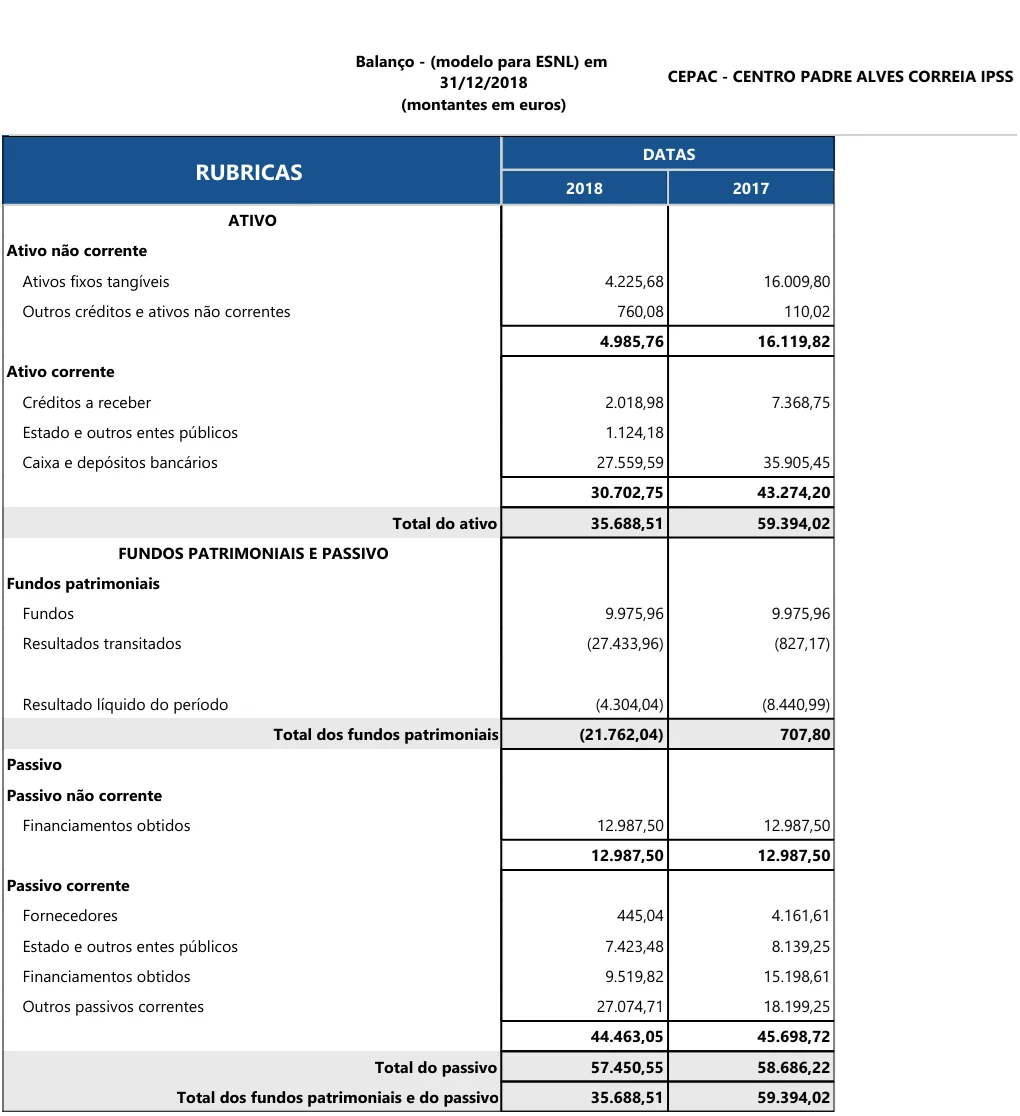 Balanço - (modelo para ESNL) em
31/12/2018
(montantes em euros)
CEPAC - CENTRO PADRE ALVES CORREIA IPSS
RUBRICAS
DATAS
2018 2017
ATIVO
Ativo não corrente
Ativos fixos tangíveis 4.225,68 16.009,80
Outros créditos e ativos não correntes 760,08 110,02
4.985,76 16.119,82
Ativo corrente
Créditos a receber 2.018,98 7.368,75
Estado e outros entes públicos 1.124,18
Caixa e depósitos bancários 27.559,59 35.905,45
30.702,75 43.274,20
Total do ativo 35.688,51 59.394,02
FUNDOS PATRIMONIAIS E PASSIVO
Fundos patrimoniais
Fundos 9.975,96 9.975,96
Resultados transitados (27.433,96) (827,17)
Resultado líquido do período (4.304,04) (8.440,99)
Total dos fundos patrimoniais (21.762,04) 707,80
Passivo
Passivo não corrente
Financiamentos obtidos 12.987,50 12.987,50
12.987,50 12.987,50
Passivo corrente
Fornecedores 445,04 4.161,61
Estado e outros entes públicos 7.423,48 8.139,25
Financiamentos obtidos 9.519,82 15.198,61
Outros passivos correntes 27.074,71 18.199,25
44.463,05 45.698,72
Total do passivo 57.450,55 58.686,22
Total dos fundos patrimoniais e do passivo 35.688,51 59.394,02